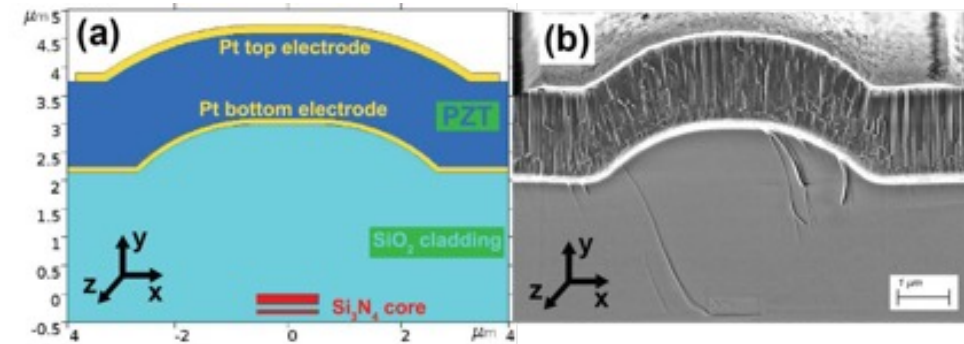 μm 5
4.5
3.5
3
2.5
2
1.5
1
0.5
0
-0.5
4
-2
0
2
μm
4
(a)
Pt top electrode
Pt bottom electrode
PZT
SiO₂ cladding
Si₃N₄ core
y
z
x
(b)
y
z
x
1 μm